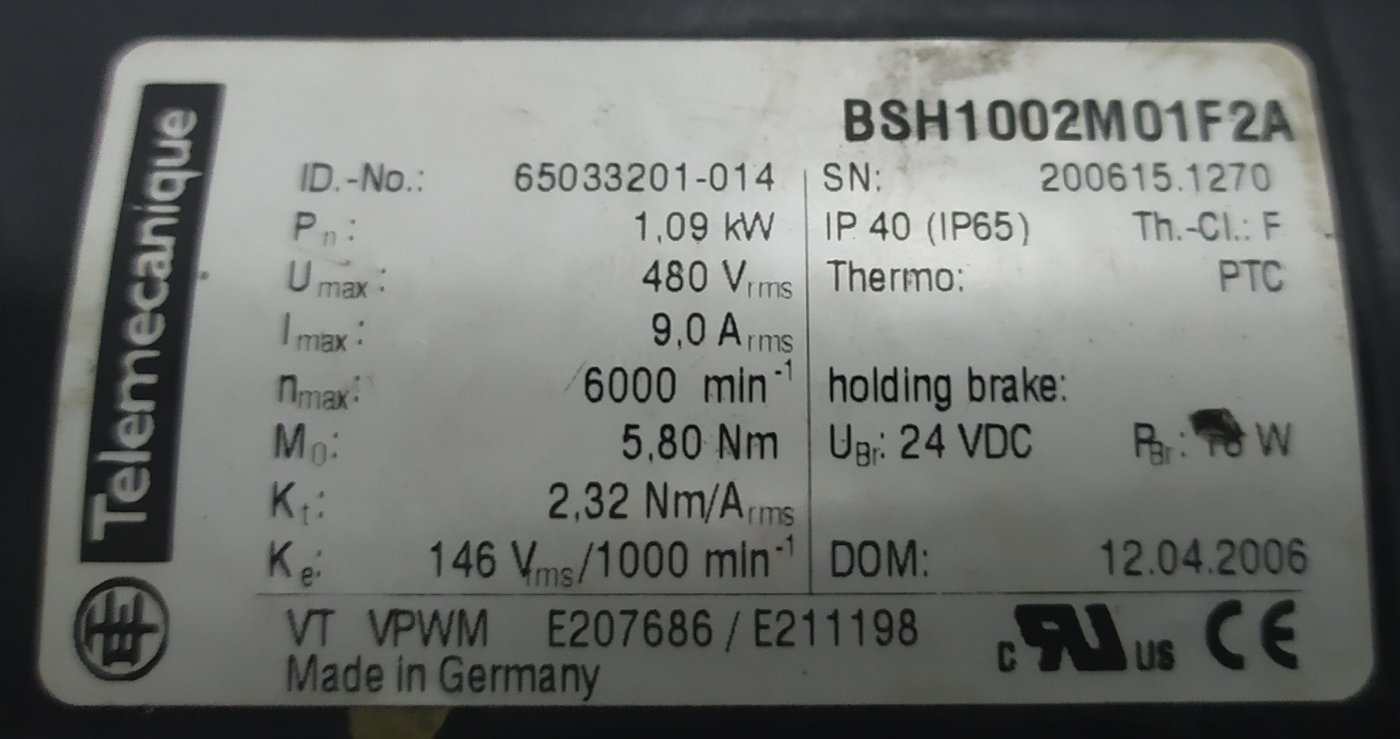 Telemecanique
BSH1002M01F2A
ID.-No.: 65033201-014 SN: 200615.1270
Pn: 1,09 kW IP 40 (IP65) Th.-Cl.: F
Umax: 480 Vrms Thermo: PTC
Imax: 9,0 Arms
nmax: 6000 min-1 holding brake:
M0: 5,80 Nm UBr: 24 VDC PBr: W
Kt: 2,32 Nm/Arms
Ke: 146 Vrms/1000 min-1 DOM: 12.04.2006
VT VPWM E207686 / E211198
Made in Germany
c RU US CE